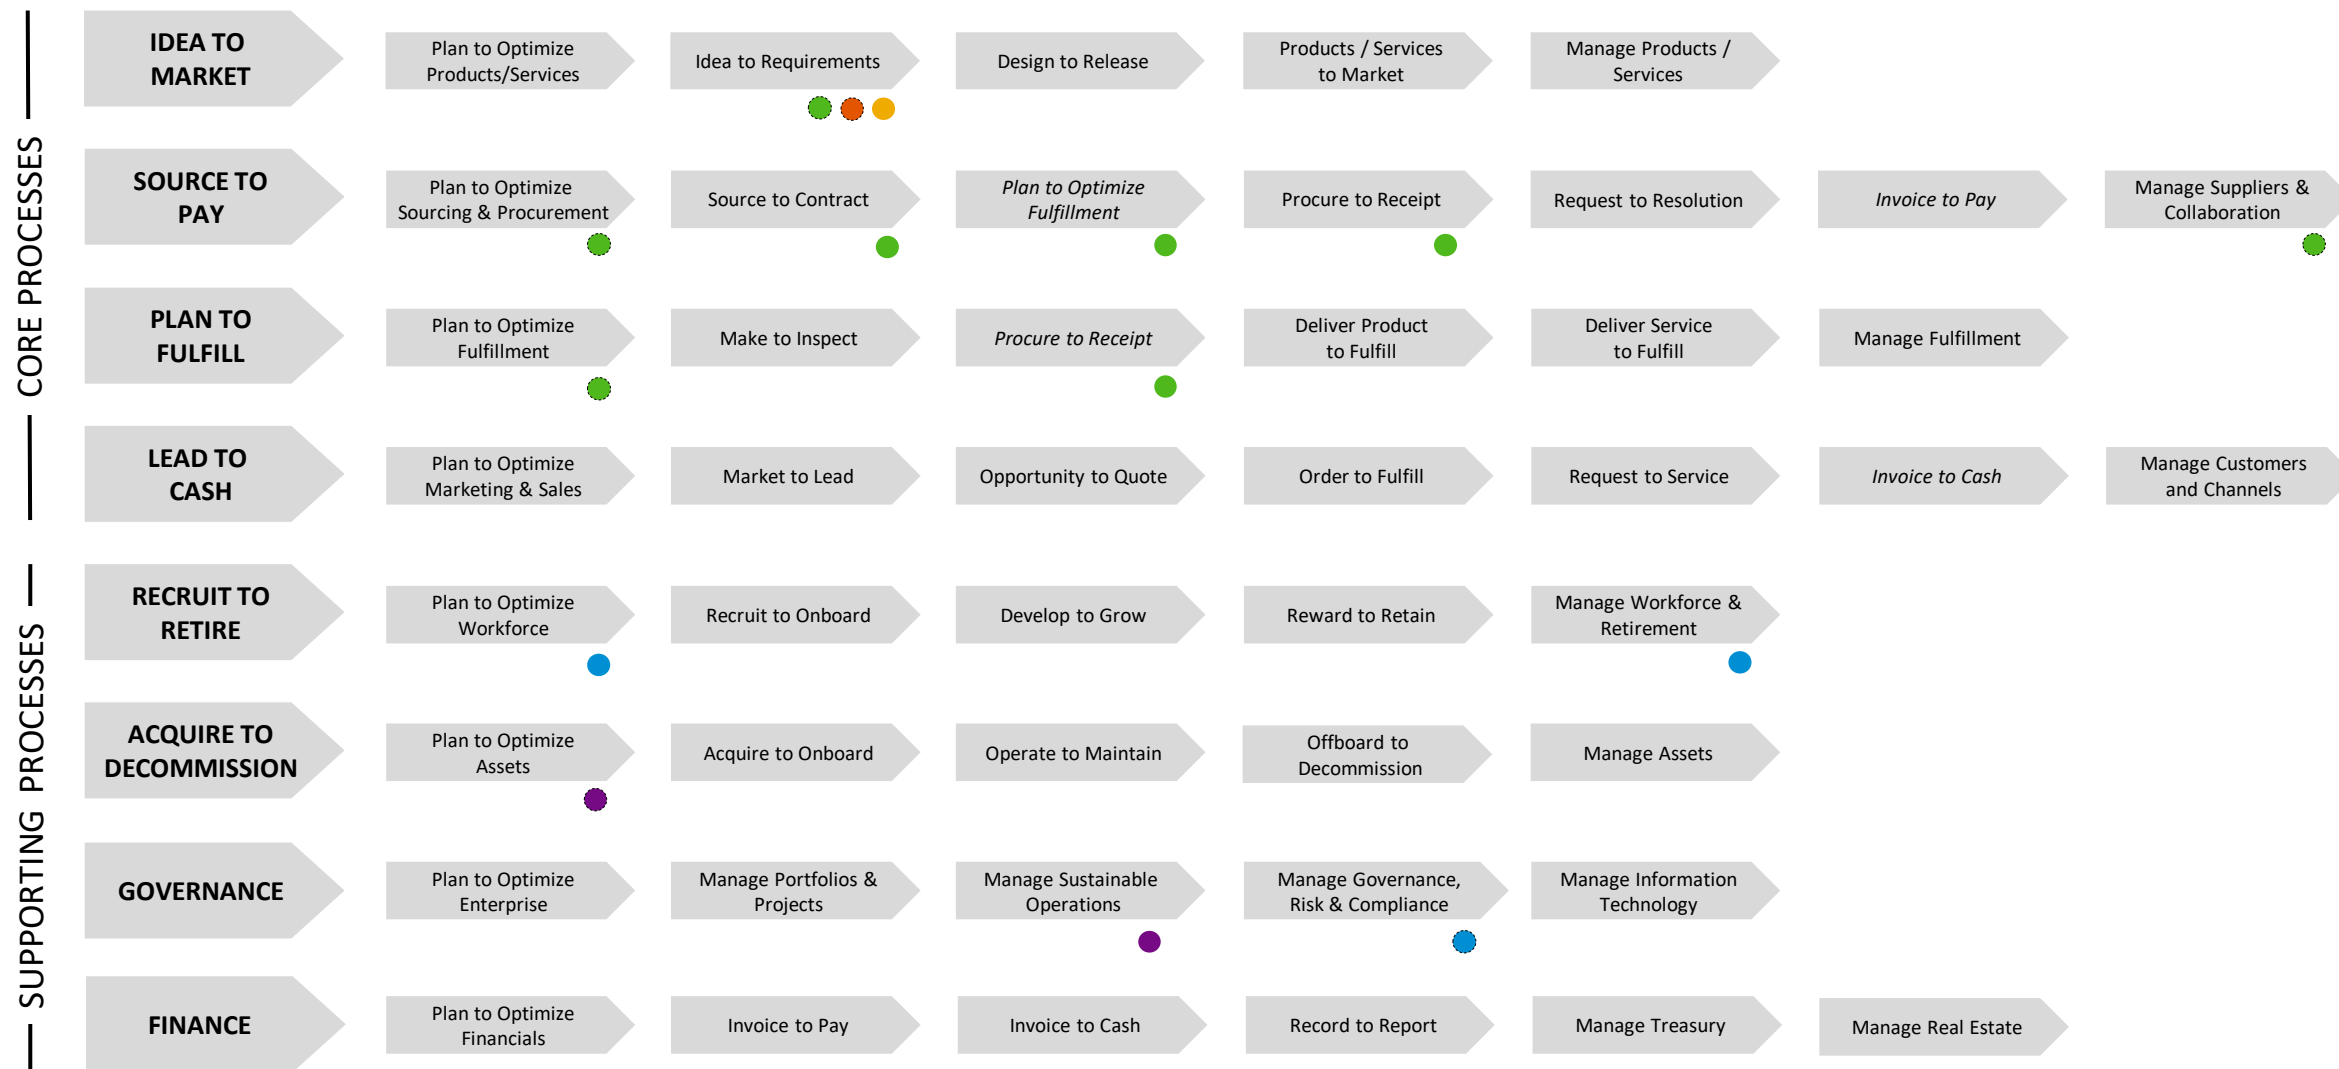 CORE PROCESSES
IDEA TO
MARKET
Plan to Optimize
Products/Services
Idea to Requirements
Design to Release
Products / Services
to Market
Manage Products /
Services
SOURCE TO
PAY
Plan to Optimize
Sourcing & Procurement
Source to Contract
Plan to Optimize
Fulfillment
Procure to Receipt
Request to Resolution
Invoice to Pay
Manage Suppliers &
Collaboration
PLAN TO
FULFILL
Plan to Optimize
Fulfillment
Make to Inspect
Procure to Receipt
Deliver Product
to Fulfill
Deliver Service
to Fulfill
Manage Fulfillment
LEAD TO
CASH
Plan to Optimize
Marketing & Sales
Market to Lead
Opportunity to Quote
Order to Fulfill
Request to Service
Invoice to Cash
Manage Customers
and Channels
SUPPORTING PROCESSES
RECRUIT TO
RETIRE
Plan to Optimize
Workforce
Recruit to Onboard
Develop to Grow
Reward to Retain
Manage Workforce &
Retirement
ACQUIRE TO
DECOMMISSION
Plan to Optimize
Assets
Acquire to Onboard
Operate to Maintain
Offboard to
Decommission
Manage Assets
GOVERNANCE
Plan to Optimize
Enterprise
Manage Portfolios &
Projects
Manage Sustainable
Operations
Manage Governance,
Risk & Compliance
Manage Information
Technology
FINANCE
Plan to Optimize
Financials
Invoice to Pay
Invoice to Cash
Record to Report
Manage Treasury
Manage Real Estate